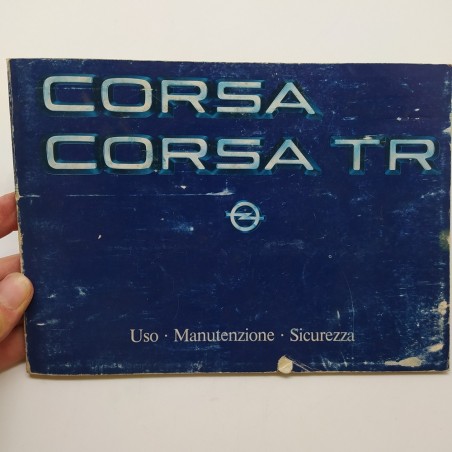 CORSA
CORSA TR
Uso · Manutenzione · Sicurezza